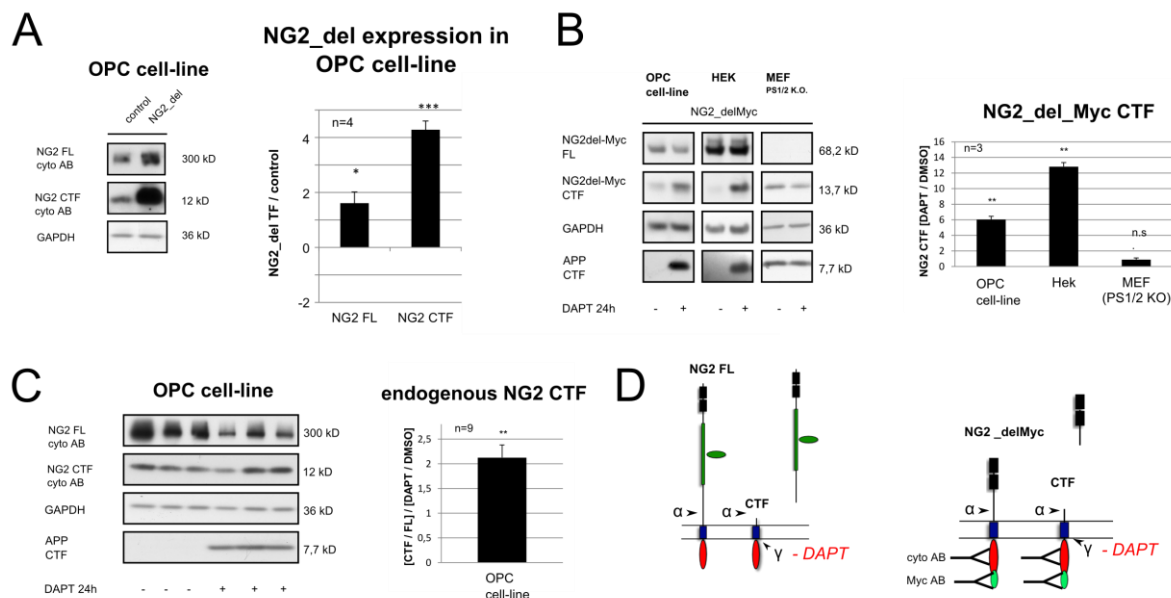 A
OPC cell-line
control
NG2_del
NG2 FL
cyto AB
300 kD
NG2 CTF
cyto AB
12 kD
GAPDH
36 kD
NG2_del expression in
OPC cell-line
NG2_del TF / control
4
2
0
-2
n=4
*
***
NG2 FL
NG2 CTF
B
OPC
cell-line
HEK
MEF
PS1/2 K.O.
NG2_delMyc
NG2del-Myc
FL
68,2 kD
NG2del-Myc
CTF
13,7 kD
GAPDH
36 kD
APP
CTF
7,7 kD
DAPT 24h
- + - + - +
NG2_del_Myc CTF
NG2 CTF [DAPT / DMSO]
16
14
12
10
8
6
4
2
0
n=3
**
**
n.s
OPC
cell-line
Hek
MEF
(PS1/2 KO)
C
OPC cell-line
NG2 FL
cyto AB
300 kD
NG2 CTF
cyto AB
12 kD
GAPDH
36 kD
APP
CTF
7,7 kD
DAPT 24h
- - - + + +
endogenous NG2 CTF
[CTF / FL] / [DAPT / DMSO]
2,5
2
1,5
1
0,5
0,000
n=9
**
OPC
cell-line
D
NG2 FL
α
CTF
α
γ
- DAPT
NG2 _delMyc
α
CTF
α
γ
- DAPT
cyto AB
Myc AB